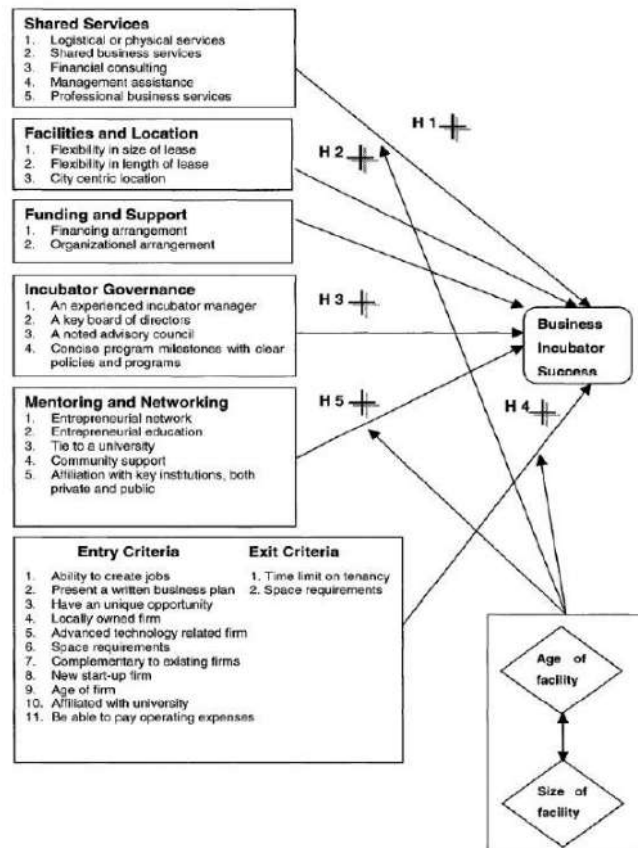 Shared Services
1. Logistical or physical services
2. Shared business services
3. Financial consulting
4. Management assistance
5. Professional business services
H 1
Facilities and Location
1. Flexibility in size of lease
2. Flexibility in length of lease
3. City centric location
H 2
Funding and Support
1. Financing arrangement
2. Organizational arrangement
Incubator Governance
1. An experienced incubator manager
2. A key board of directors
3. A noted advisory council
4. Concise program milestones with clear
policies and programs
H 3
Business
Incubator
Success
Mentoring and Networking
1. Entrepreneurial network
2. Entrepreneurial education
3. Tie to a university
4. Community support
5. Affiliation with key institutions, both
private and public
H 5
H 4
Entry Criteria
1. Ability to create jobs
2. Present a written business plan
3. Have an unique opportunity
4. Locally owned firm
5. Advanced technology related firm
6. Space requirements
7. Complementary to existing firms
8. New start-up firm
9. Age of firm
10. Affiliated with university
11. Be able to pay operating expenses
Exit Criteria
1. Time limit on tenancy
2. Space requirements
Age of
facility
Size of
facility